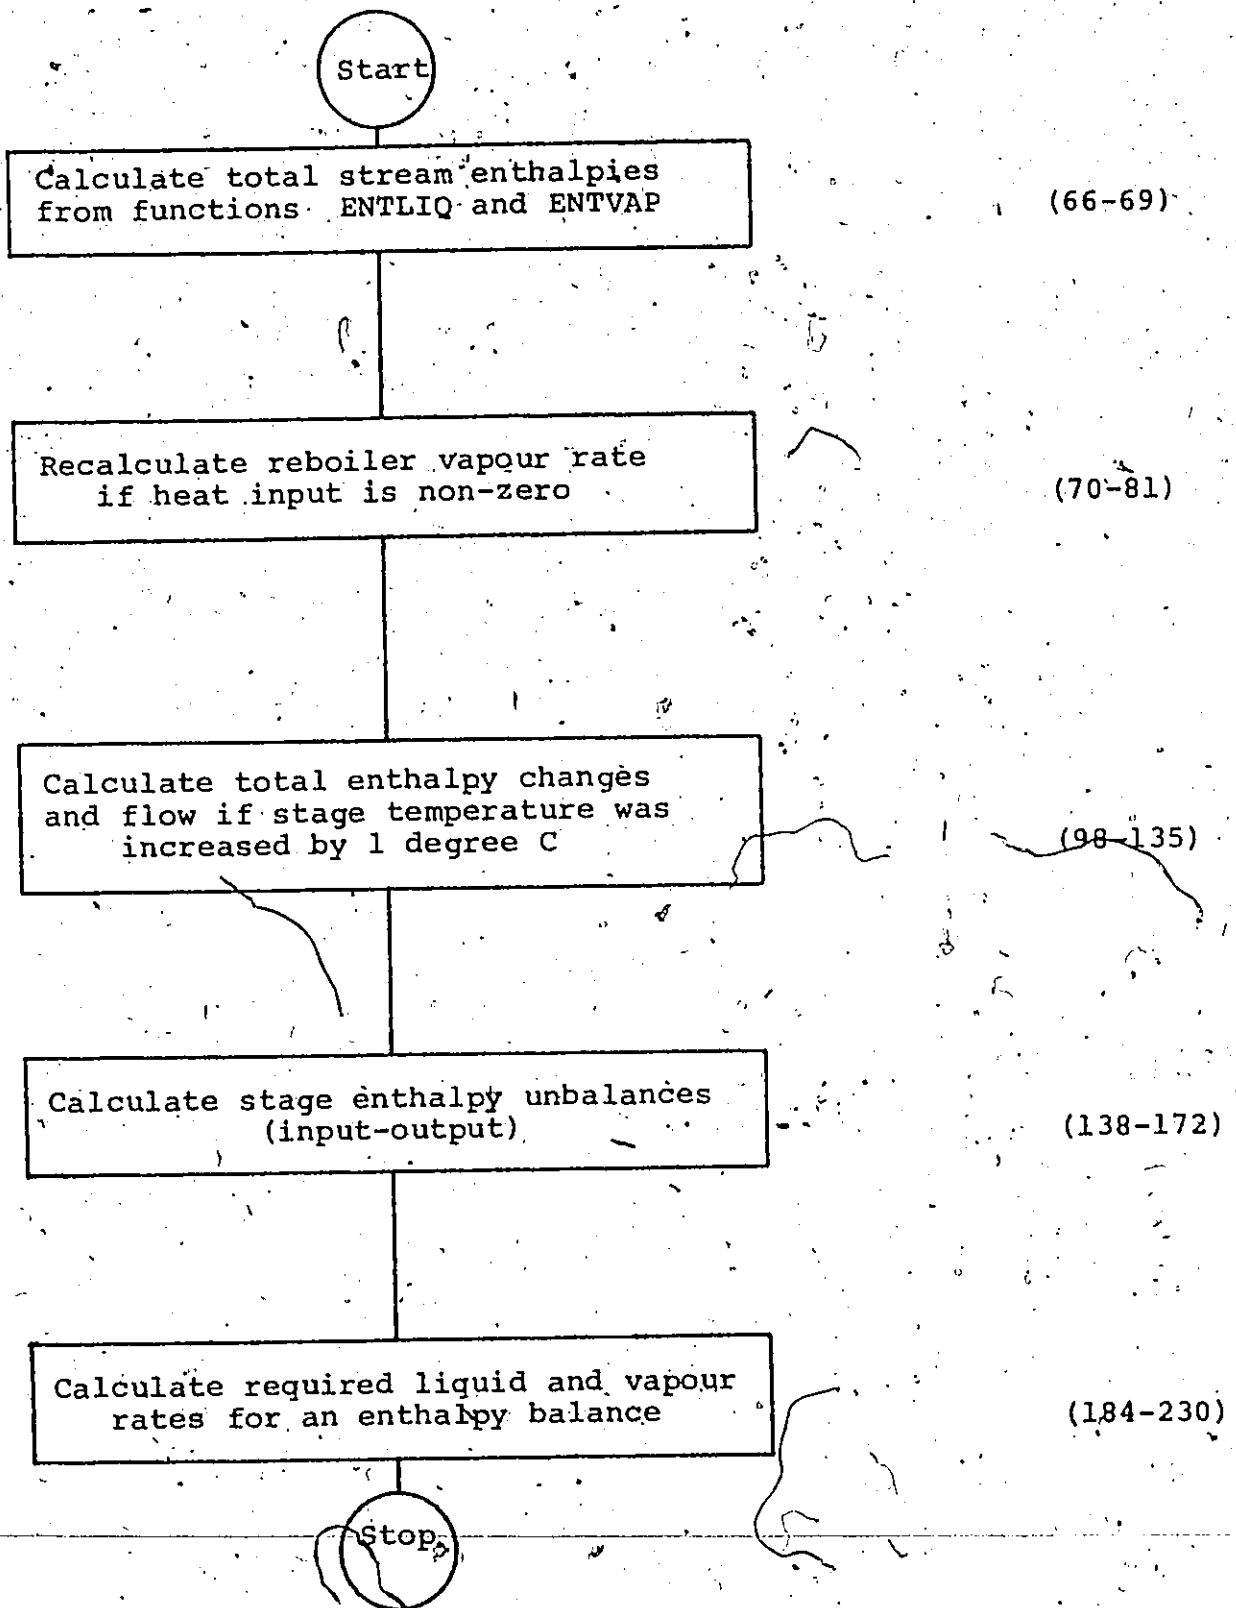 Start
Calculate total stream enthalpies
from functions ENTLIQ and ENTVAP
(66-69)
Recalculate reboiler vapour rate
if heat input is non-zero
(70-81)
Calculate total enthalpy changes
and flow if stage temperature was
increased by 1 degree C
(98-135)
Calculate stage enthalpy unbalances
(input-output)
(138-172)
Calculate required liquid and vapour
rates for an enthalpy balance
(184-230)
Stop